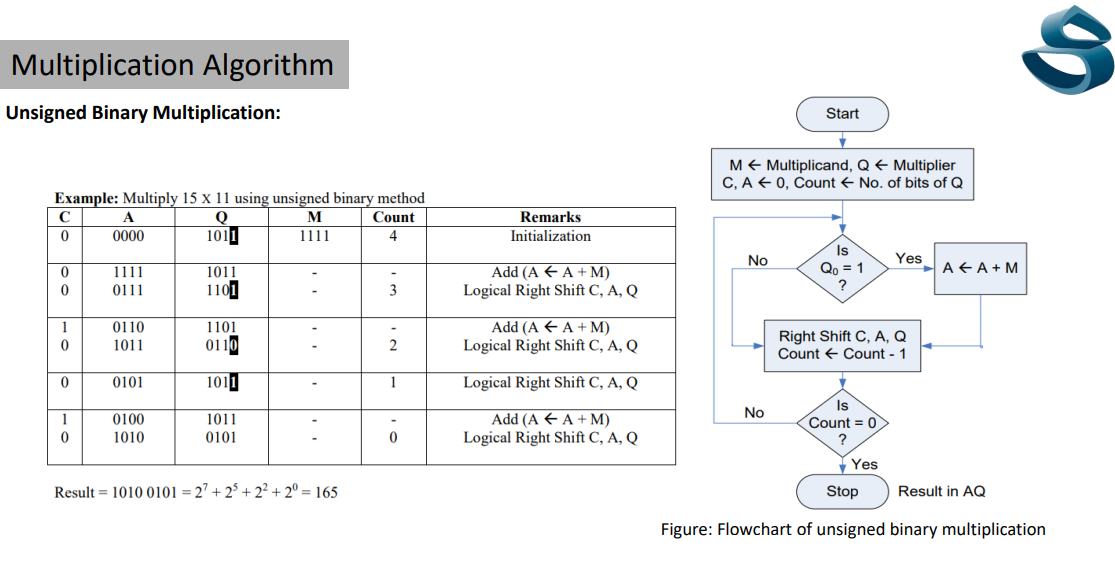 Multiplication Algorithm
Unsigned Binary Multiplication:
Example: Multiply 15 X 11 using unsigned binary method
C A Q M Count Remarks
0 0000 1011 1111 4 Initialization
0 1111 1011 - - Add (A ← A + M)
0 0111 1101 - 3 Logical Right Shift C, A, Q
1 0110 1101 - - Add (A ← A + M)
0 1011 0110 - 2 Logical Right Shift C, A, Q
0 0101 1011 - 1 Logical Right Shift C, A, Q
1 0100 1011 - - Add (A ← A + M)
0 1010 0101 - 0 Logical Right Shift C, A, Q
Result = 1010 0101 = 2⁷ + 2⁵ + 2² + 2⁰ = 165
Start
M ← Multiplicand, Q ← Multiplier
C, A ← 0, Count ← No. of bits of Q
Is
Q₀ = 1
?
No
Yes
A ← A + M
Right Shift C, A, Q
Count ← Count - 1
Is
Count = 0
?
No
Yes
Stop
Result in AQ
Figure: Flowchart of unsigned binary multiplication